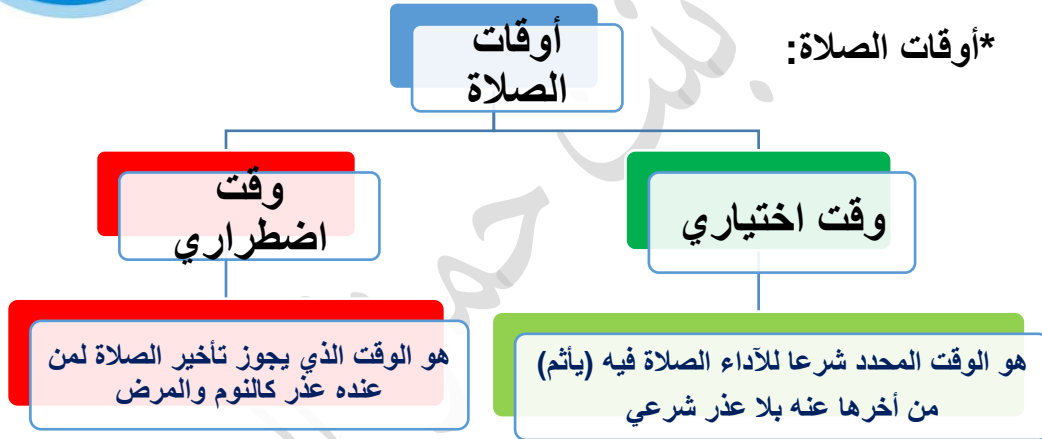 *أوقات الصلاة:
أوقات
الصلاة
وقت اختياري
وقت
اضطراري
هو الوقت المحدد شرعا للآداء الصلاة فيه (يأثم)
من أخرها عنه بلا عذر شرعي
هو الوقت الذي يجوز تأخير الصلاة لمن
عنده عذر كالنوم والمرض